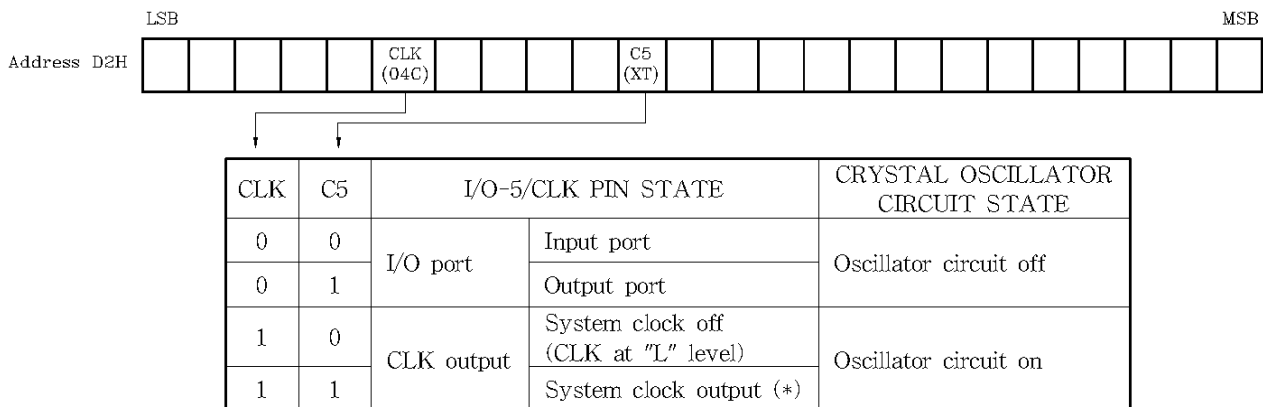 LSB MSB
Address D2H CLK C5
(04C) (XT)
CLK C5 I/O-5/CLK PIN STATE CRYSTAL OSCILLATOR
CIRCUIT STATE
0 0 I/O port Input port Oscillator circuit off
0 1 Output port
1 0 CLK output System clock off
(CLK at "L" level) Oscillator circuit on
1 1 System clock output (*)